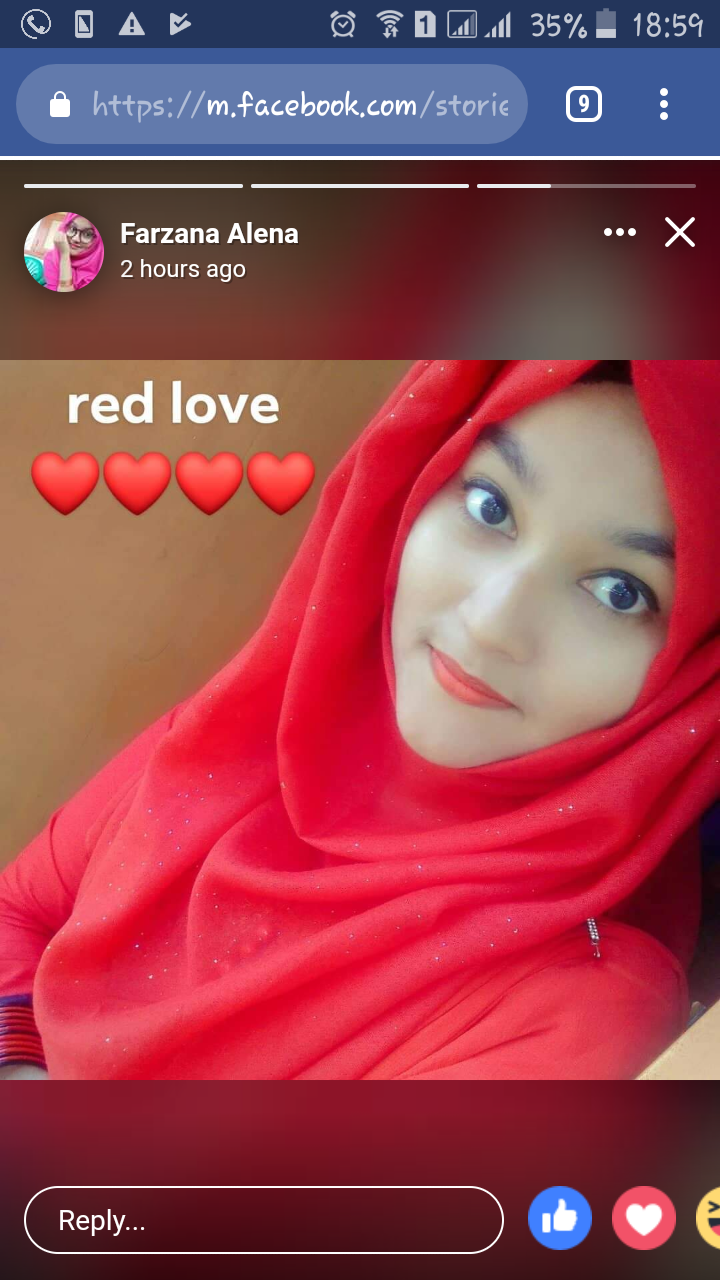 35% 18:59
https://m.facebook.com/storie
9
Farzana Alena
2 hours ago
red love
Reply...